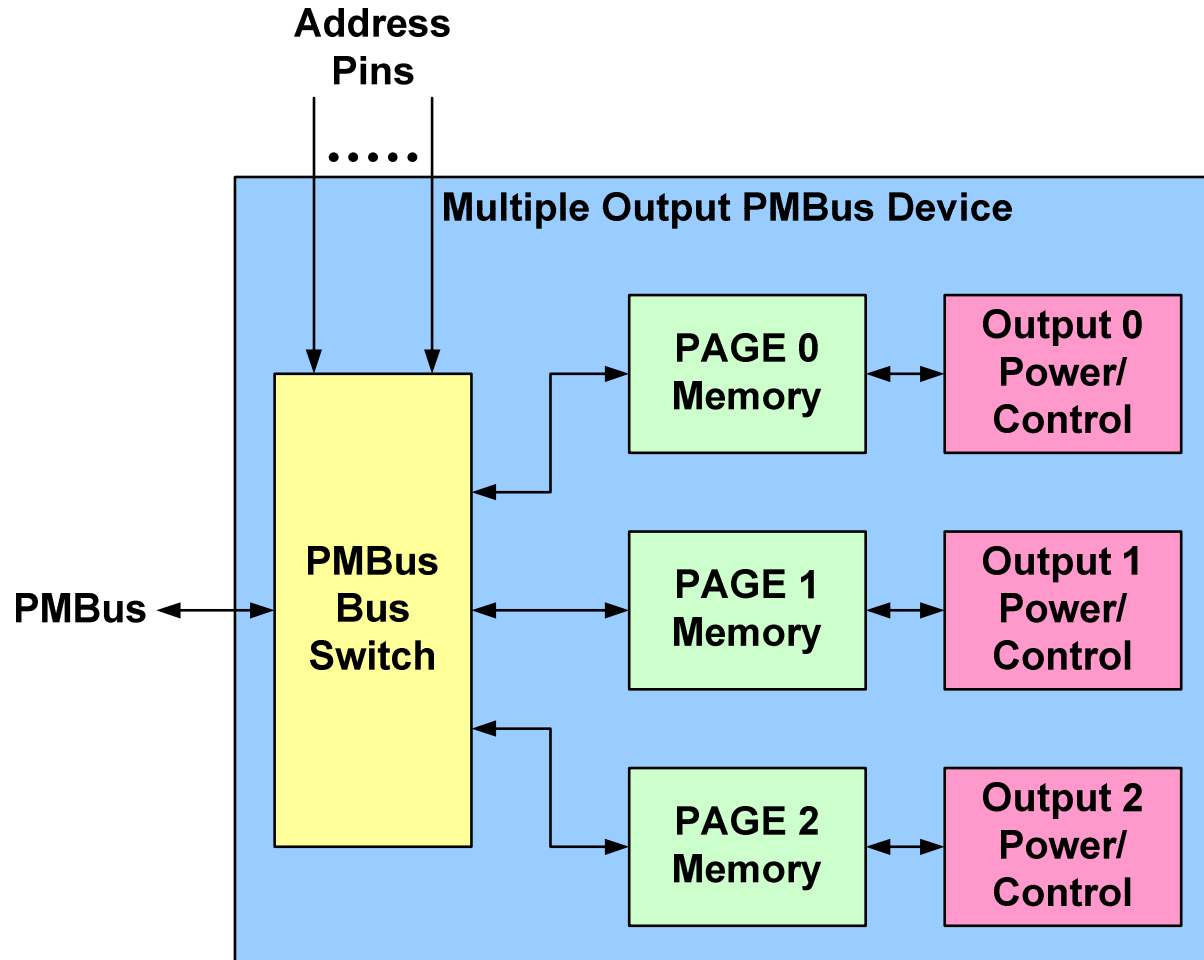 Address
Pins
Multiple Output PMBus Device
PAGE 0
Memory
Output 0
Power/
Control
PMBus
PMBus
Bus
Switch
PAGE 1
Memory
Output 1
Power/
Control
PAGE 2
Memory
Output 2
Power/
Control